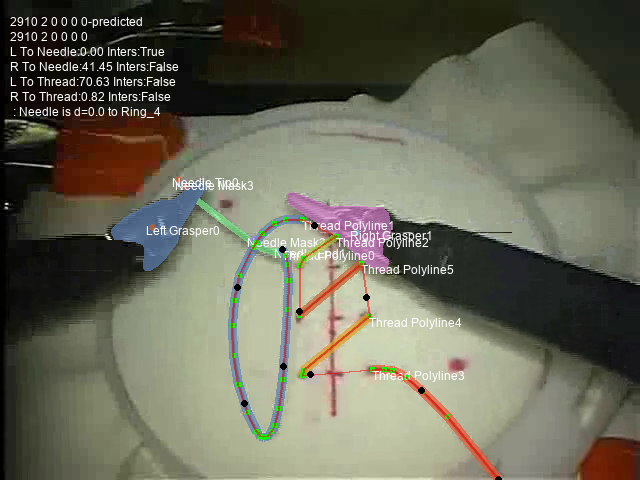 2910 2 0 0 0 0-predicted
2910 2 0 0 0 0
L To Needle:0.00 Inters:True
R To Needle:41.45 Inters:False
L To Thread:70.63 Inters:False
R To Thread:0.82 Inters:False
: Needle is d=0.0 to Ring_4
Needle Tip0
Needle Mask3
Left Grasper0
Thread Polyline1
Right Grasper1
Needle Mask2
Thread Polyline2
Thread Polyline0
Thread Polyline5
Thread Polyline4
Thread Polyline3